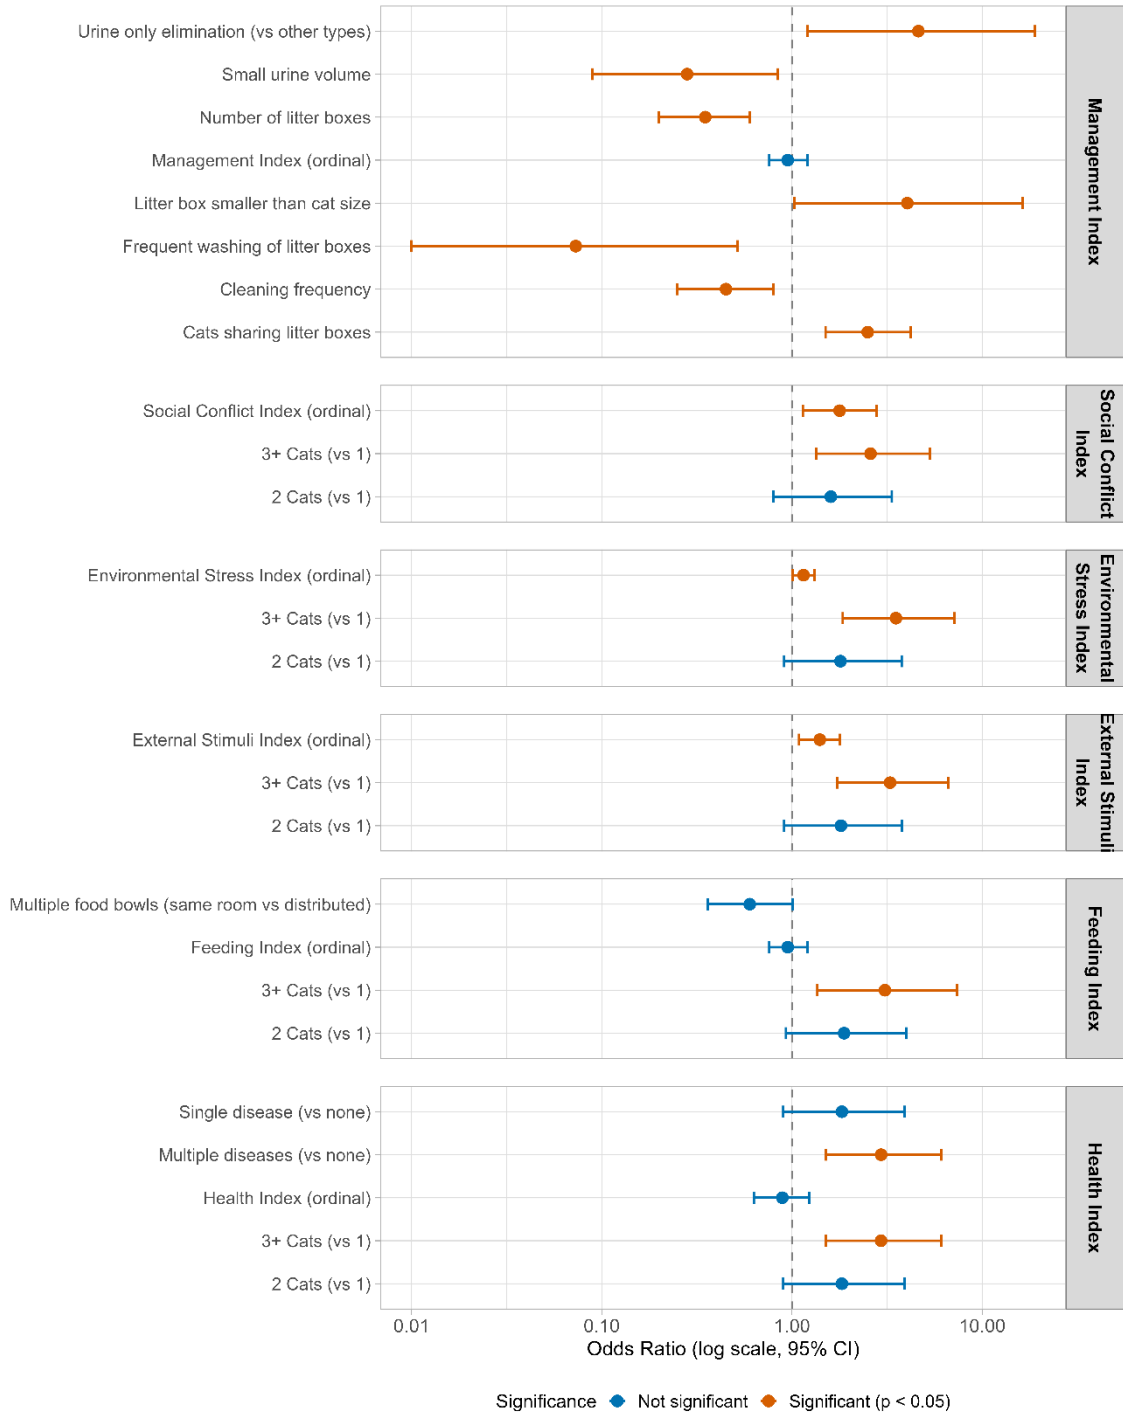 Urine only elimination (vs other types)
Small urine volume
Number of litter boxes
Management Index (ordinal)
Litter box smaller than cat size
Frequent washing of litter boxes
Cleaning frequency
Cats sharing litter boxes
Management Index
Social Conflict Index (ordinal)
3+ Cats (vs 1)
2 Cats (vs 1)
Social Conflict
Index
Environmental Stress Index (ordinal)
3+ Cats (vs 1)
2 Cats (vs 1)
Environmental
Stress Index
External Stimuli Index (ordinal)
3+ Cats (vs 1)
2 Cats (vs 1)
External Stimuli
Index
Multiple food bowls (same room vs distributed)
Feeding Index (ordinal)
3+ Cats (vs 1)
2 Cats (vs 1)
Feeding Index
Single disease (vs none)
Multiple diseases (vs none)
Health Index (ordinal)
3+ Cats (vs 1)
2 Cats (vs 1)
Health Index
0.01 0.10 1.00 10.00
Odds Ratio (log scale, 95% CI)
Significance Not significant Significant (p < 0.05)